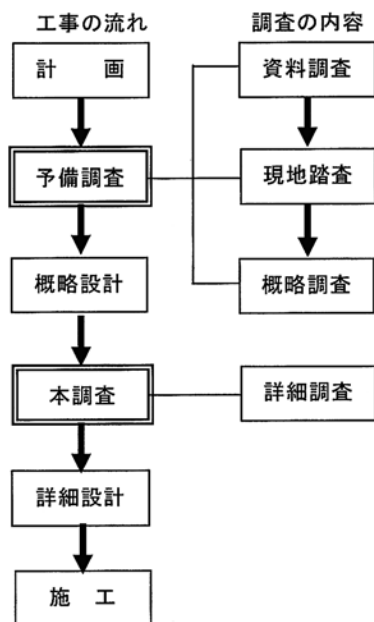 工事の流れ
計　画
予備調査
概略設計
本調査
詳細設計
施　工
調査の内容
資料調査
現地踏査
概略調査
詳細調査